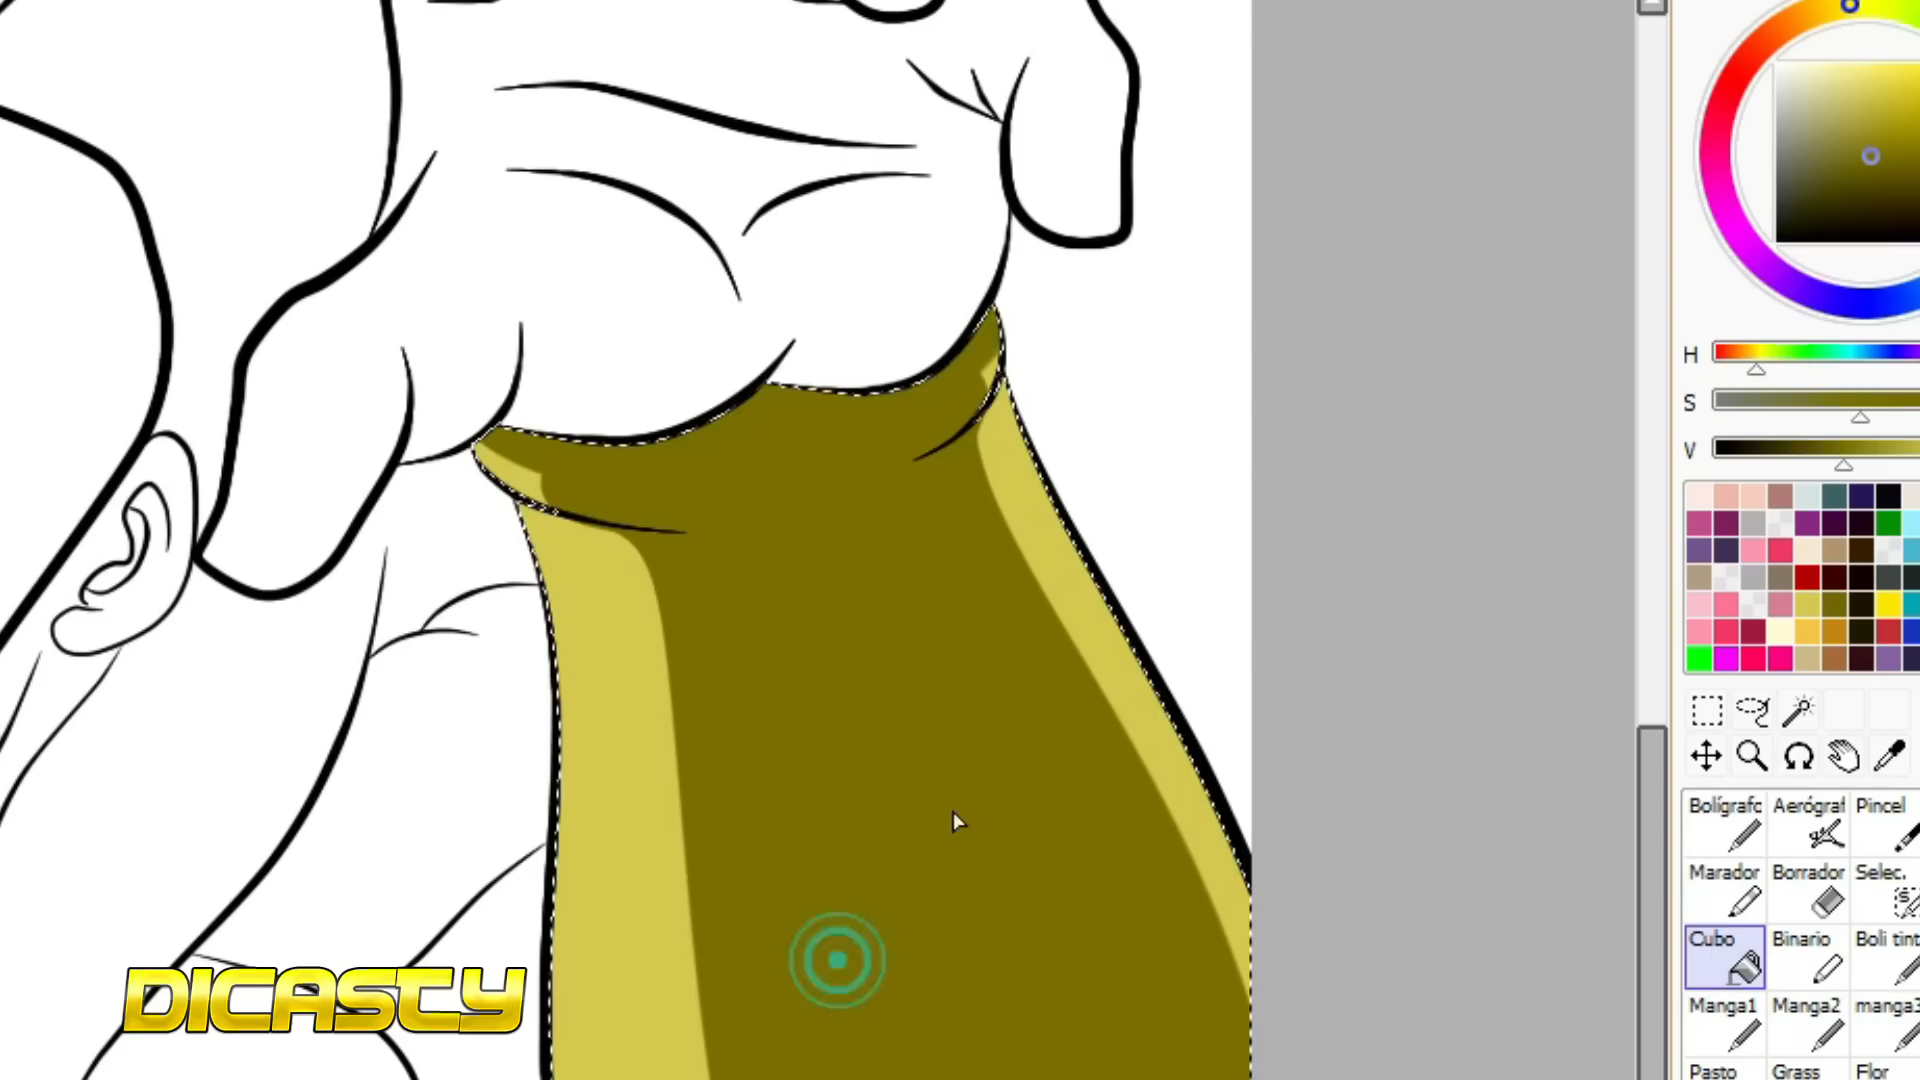 H
S
V
Bolígrafc Aerógraf Pincel
Marador Borrador Selec.
Cubo Binario Boli tint
Manga1 Manga2 manga3
Pasto Grass Flor
DICASTY